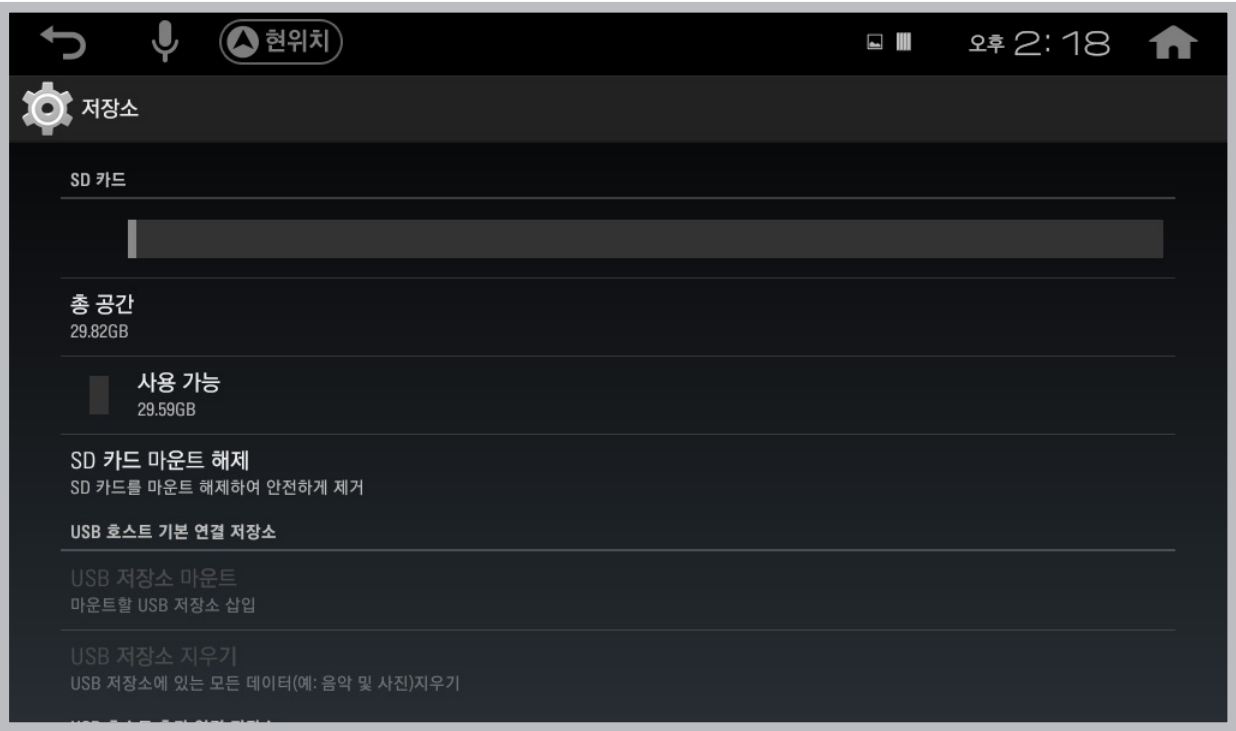 현위치
오후 2:18
저장소
SD 카드
총 공간
29.82GB
사용 가능
29.59GB
SD 카드 마운트 해제
SD 카드를 마운트 해제하여 안전하게 제거
USB 호스트 기본 연결 저장소
USB 저장소 마운트
마운트할 USB 저장소 삽입
USB 저장소 지우기
USB 저장소에 있는 모든 데이터(예: 음악 및 사진)지우기